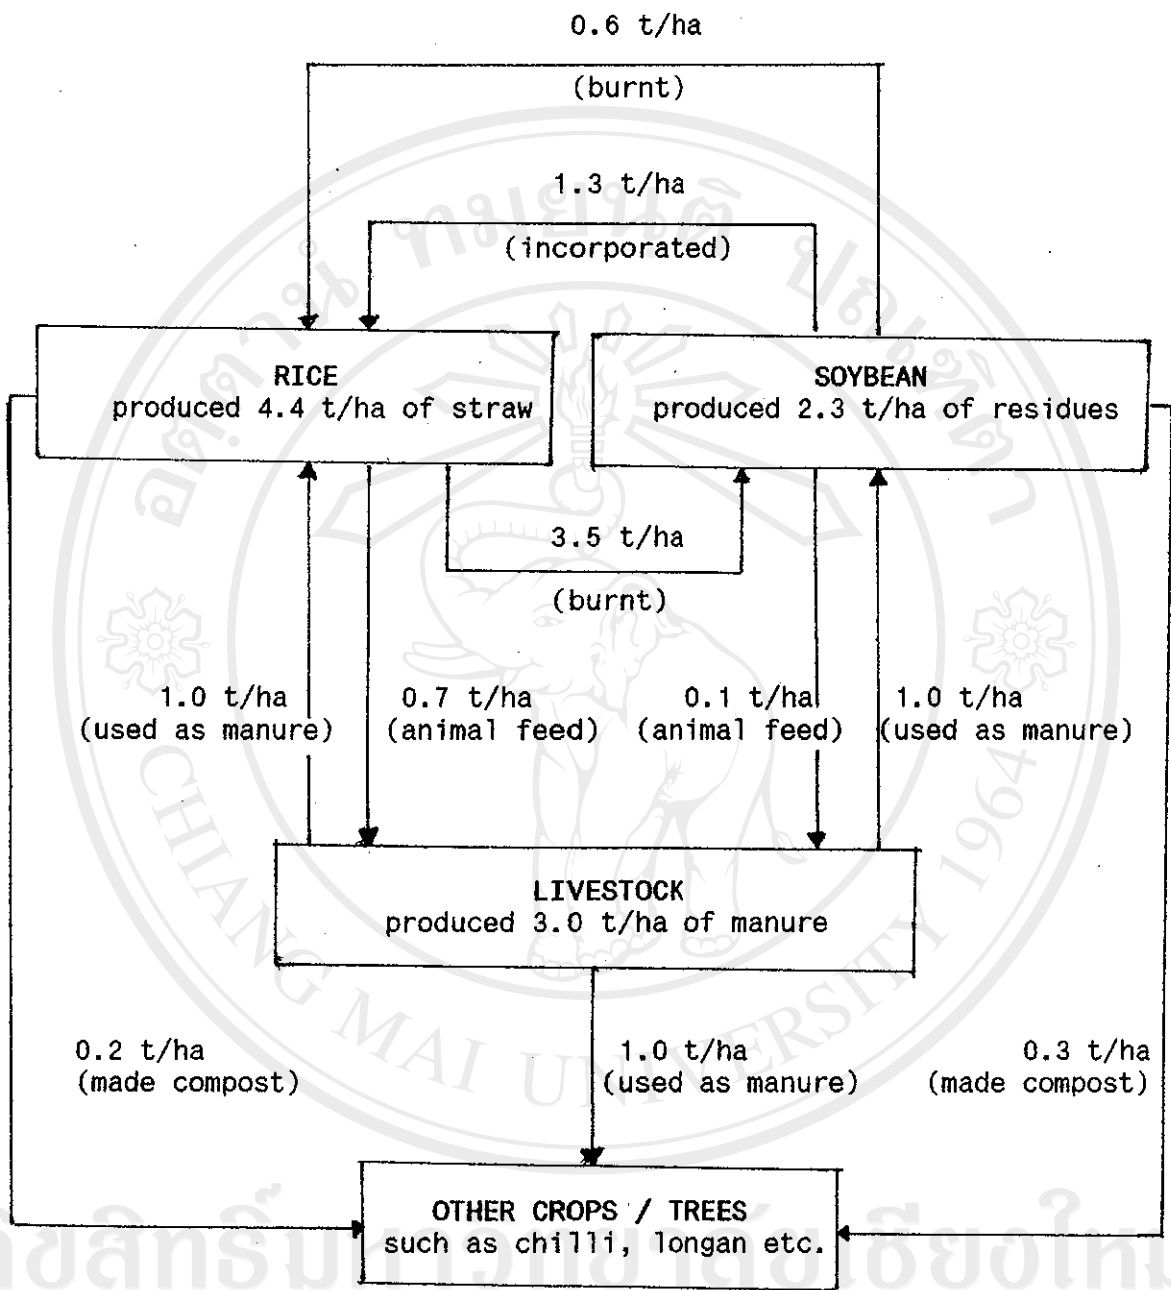 0.6 t/ha
(burnt)
1.3 t/ha
(incorporated)
RICE
produced 4.4 t/ha of straw
SOYBEAN
produced 2.3 t/ha of residues
3.5 t/ha
(burnt)
1.0 t/ha
(used as manure)
0.7 t/ha
(animal feed)
0.1 t/ha
(animal feed)
1.0 t/ha
(used as manure)
LIVESTOCK
produced 3.0 t/ha of manure
0.2 t/ha
(made compost)
1.0 t/ha
(used as manure)
0.3 t/ha
(made compost)
OTHER CROPS / TREES
such as chilli, longan etc.
CHIANG MAI UNIVERSITY 1964